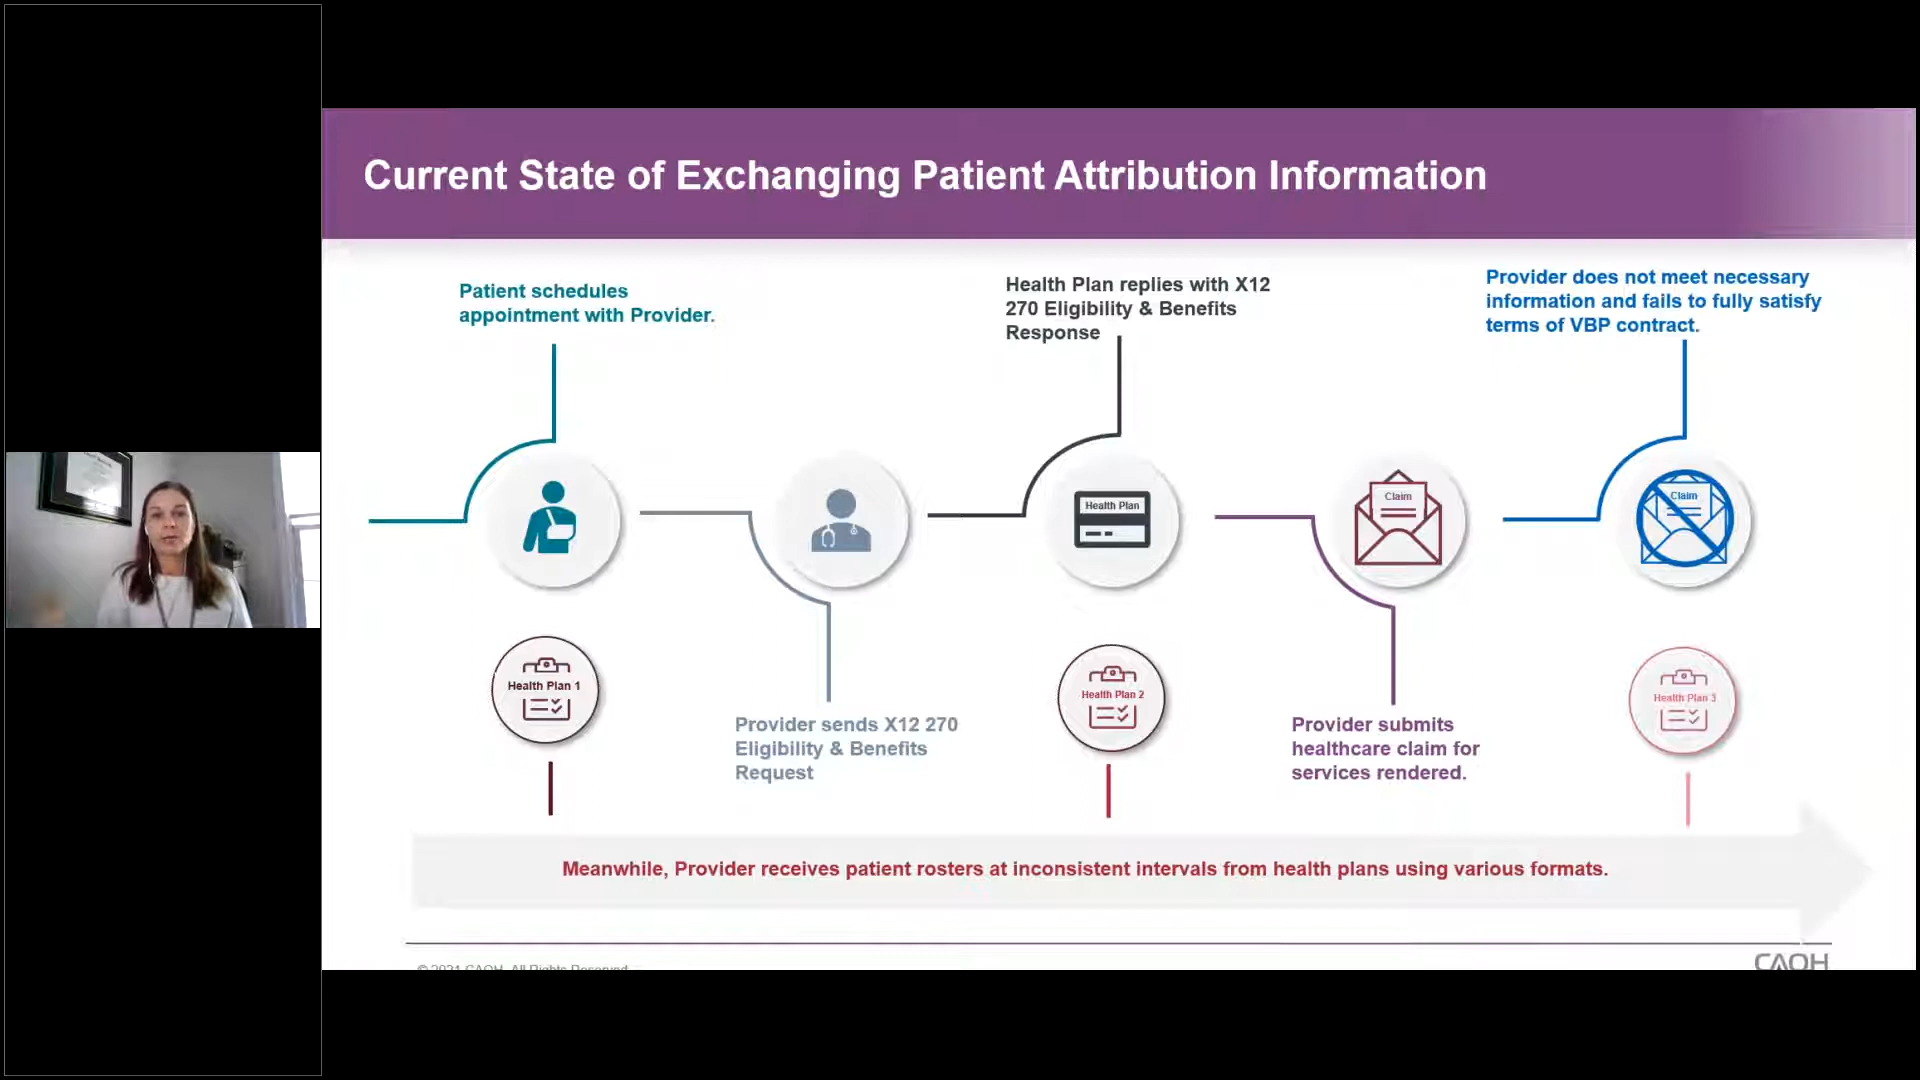 Current State of Exchanging Patient Attribution Information
Patient schedules
appointment with Provider.
Health Plan replies with X12
270 Eligibility & Benefits
Response
Provider does not meet necessary
information and fails to fully satisfy
terms of VBP contract.
Health Plan
Claim
Claim
Health Plan 1
Health Plan 2
Health Plan 3
Provider sends X12 270
Eligibility & Benefits
Request
Provider submits
healthcare claim for
services rendered.
Meanwhile, Provider receives patient rosters at inconsistent intervals from health plans using various formats.
© 2021 CAQH, All Rights Reserved.
CAQH